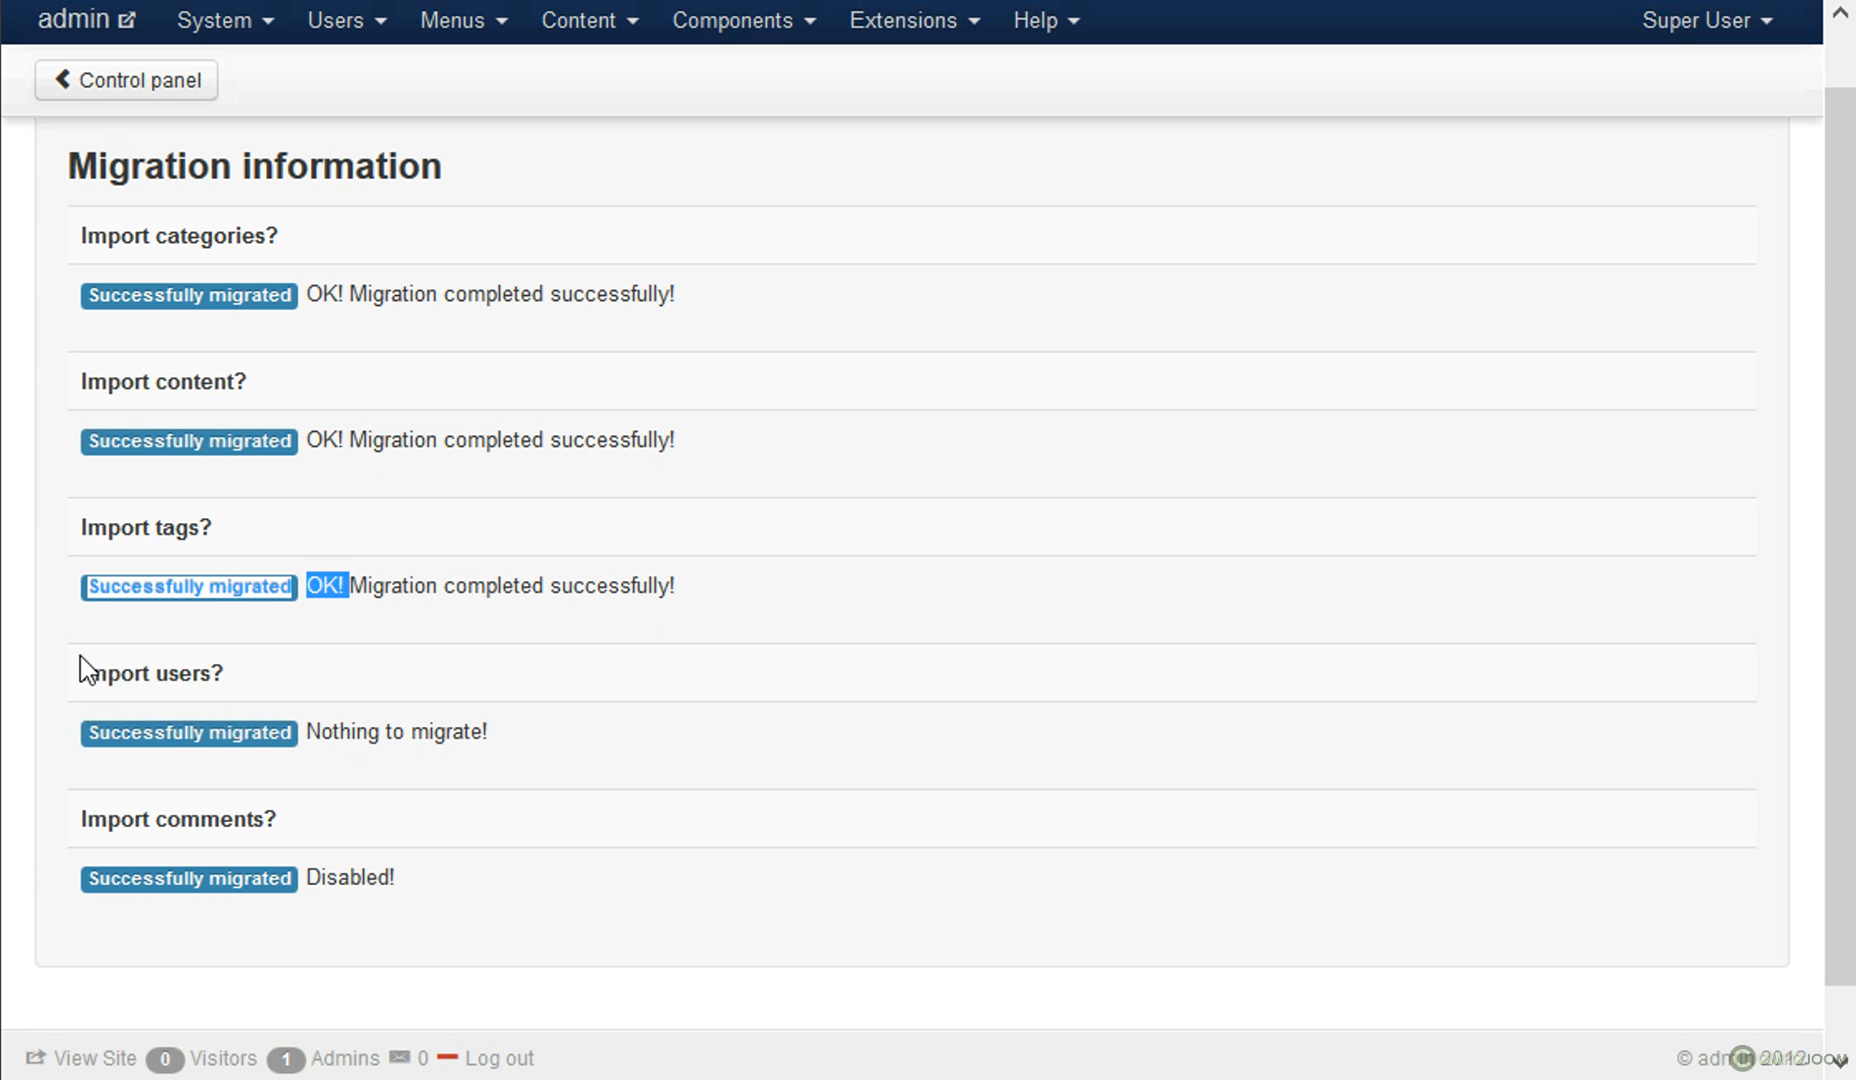 admin System Users Menus Content Components Extensions Help Super User
Control panel
Migration information
Import categories?
Successfully migrated OK! Migration completed successfully!
Import content?
Successfully migrated OK! Migration completed successfully!
Import tags?
Successfully migrated OK! Migration completed successfully!
Import users?
Successfully migrated Nothing to migrate!
Import comments?
Successfully migrated Disabled!
View Site 0 Visitors 1 Admins 0 Log out © admin 2012